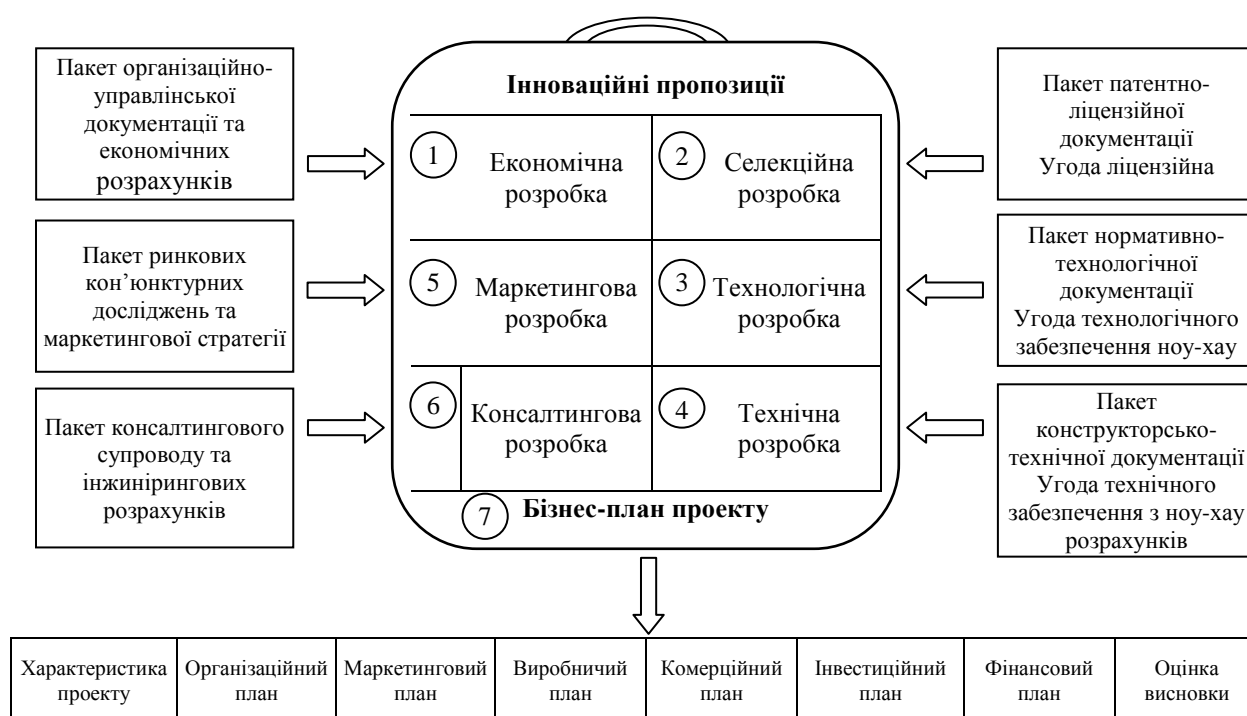 Пакет організаційно-
управлінської
документації та
економічних
розрахунків
Пакет ринкових
кон’юнктурних
досліджень та
маркетингової стратегії
Пакет консалтингового
супроводу та
інжинірингових
розрахунків
Інноваційні пропозиції
1
Економічна
розробка
2
Селекційна
розробка
5
Маркетингова
розробка
3
Технологічна
розробка
6
Консалтингова
розробка
4
Технічна
розробка
7
Бізнес-план проекту
Пакет патентно-
ліцензійної
документації
Угода ліцензійна
Пакет нормативно-
технологічної
документації
Угода технологічного
забезпечення ноу-хау
Пакет
конструкторсько-
технічної документації
Угода технічного
забезпечення з ноу-хау
розрахунків
Характеристика
проекту
Організаційний
план
Маркетинговий
план
Виробничий
план
Комерційний
план
Інвестиційний
план
Фінансовий
план
Оцінка
висновки